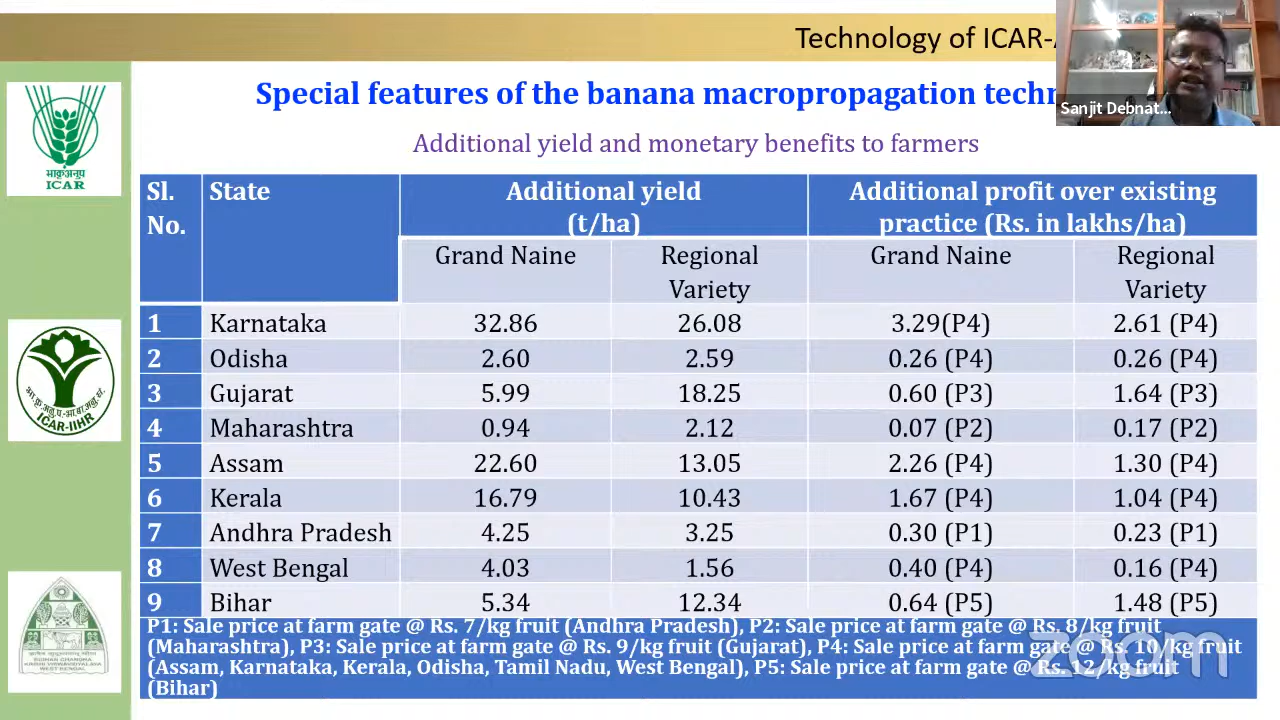 Technology of ICAR-
Special features of the banana macropropagation tech
Additional yield and monetary benefits to farmers
Sl. No. State Additional yield (t/ha) Additional profit over existing practice (Rs. in lakhs/ha)
Grand Naine Regional Variety Grand Naine Regional Variety
1 Karnataka 32.86 26.08 3.29(P4) 2.61 (P4)
2 Odisha 2.60 2.59 0.26 (P4) 0.26 (P4)
3 Gujarat 5.99 18.25 0.60 (P3) 1.64 (P3)
4 Maharashtra 0.94 2.12 0.07 (P2) 0.17 (P2)
5 Assam 22.60 13.05 2.26 (P4) 1.30 (P4)
6 Kerala 16.79 10.43 1.67 (P4) 1.04 (P4)
7 Andhra Pradesh 4.25 3.25 0.30 (P1) 0.23 (P1)
8 West Bengal 4.03 1.56 0.40 (P4) 0.16 (P4)
9 Bihar 5.34 12.34 0.64 (P5) 1.48 (P5)
P1: Sale price at farm gate @ Rs. 7/kg fruit (Andhra Pradesh), P2: Sale price at farm gate @ Rs. 8/kg fruit
(Maharashtra), P3: Sale price at farm gate @ Rs. 9/kg fruit (Gujarat), P4: Sale price at farm gate @ Rs. 10/kg fruit
(Assam, Karnataka, Kerala, Odisha, Tamil Nadu, West Bengal), P5: Sale price at farm gate @ Rs. 12/kg fruit
(Bihar)
Sanjit Debnat...
ICAR
ICAR-IIHR
zoom